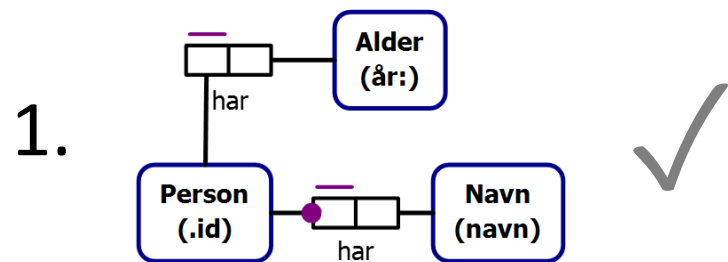 1.
Alder
(år:)
har
Person
(.id)
har
Navn
(navn)